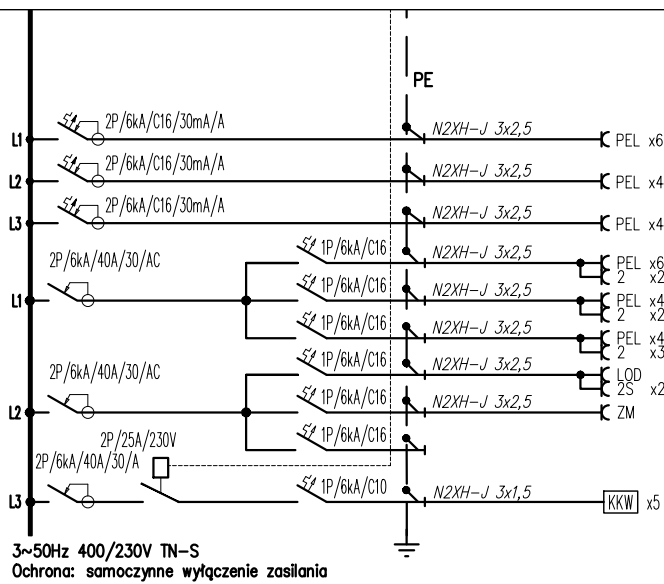 PE
L1 2P/6kA/C16/30mA/A N2XH-J 3x2,5 PEL x6
L2 2P/6kA/C16/30mA/A N2XH-J 3x2,5 PEL x4
L3 2P/6kA/C16/30mA/A N2XH-J 3x2,5 PEL x4
1P/6kA/C16 N2XH-J 3x2,5 PEL x6
2 x2
2P/6kA/40A/30/AC
L1 1P/6kA/C16 N2XH-J 3x2,5 PEL x4
2 x2
1P/6kA/C16 N2XH-J 3x2,5 PEL x4
2 x3
1P/6kA/C16 N2XH-J 3x2,5 LOD
2S x2
2P/6kA/40A/30/AC
L2 1P/6kA/C16 N2XH-J 3x2,5 ZM
2P/25A/230V 1P/6kA/C16
2P/6kA/40A/30/A
L3 1P/6kA/C10 N2XH-J 3x1,5 KKW x5
3~50Hz 400/230V TN-S
Ochrona: samoczynne wyłączenie zasilania